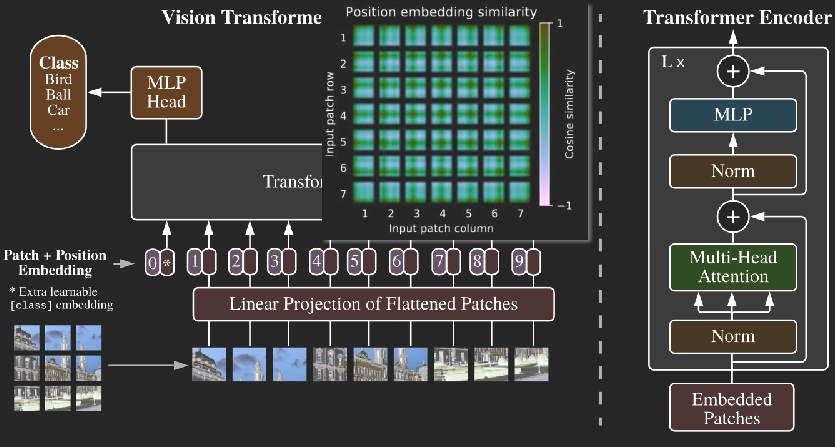 Vision Transforme
Class
Bird
Ball
Car
...
MLP
Head
Transfor
Position embedding similarity
Input patch row
1
2
3
4
5
6
7
1 2 3 4 5 6 7
Input patch column
1
Cosine similarity
−1
Patch + Position
Embedding
* Extra learnable
[class] embedding
0 * 1 2 3 4 5 6 7 8 9
Linear Projection of Flattened Patches
Transformer Encoder
L x
+
MLP
Norm
+
Multi-Head
Attention
Norm
Embedded
Patches